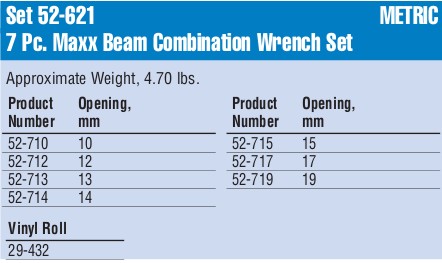 Set 52-621 METRIC
7 Pc. Maxx Beam Combination Wrench Set
Approximate Weight, 4.70 lbs.
Product Number Opening, mm
52-710 10
52-712 12
52-713 13
52-714 14
Product Number Opening, mm
52-715 15
52-717 17
52-719 19
Vinyl Roll
29-432